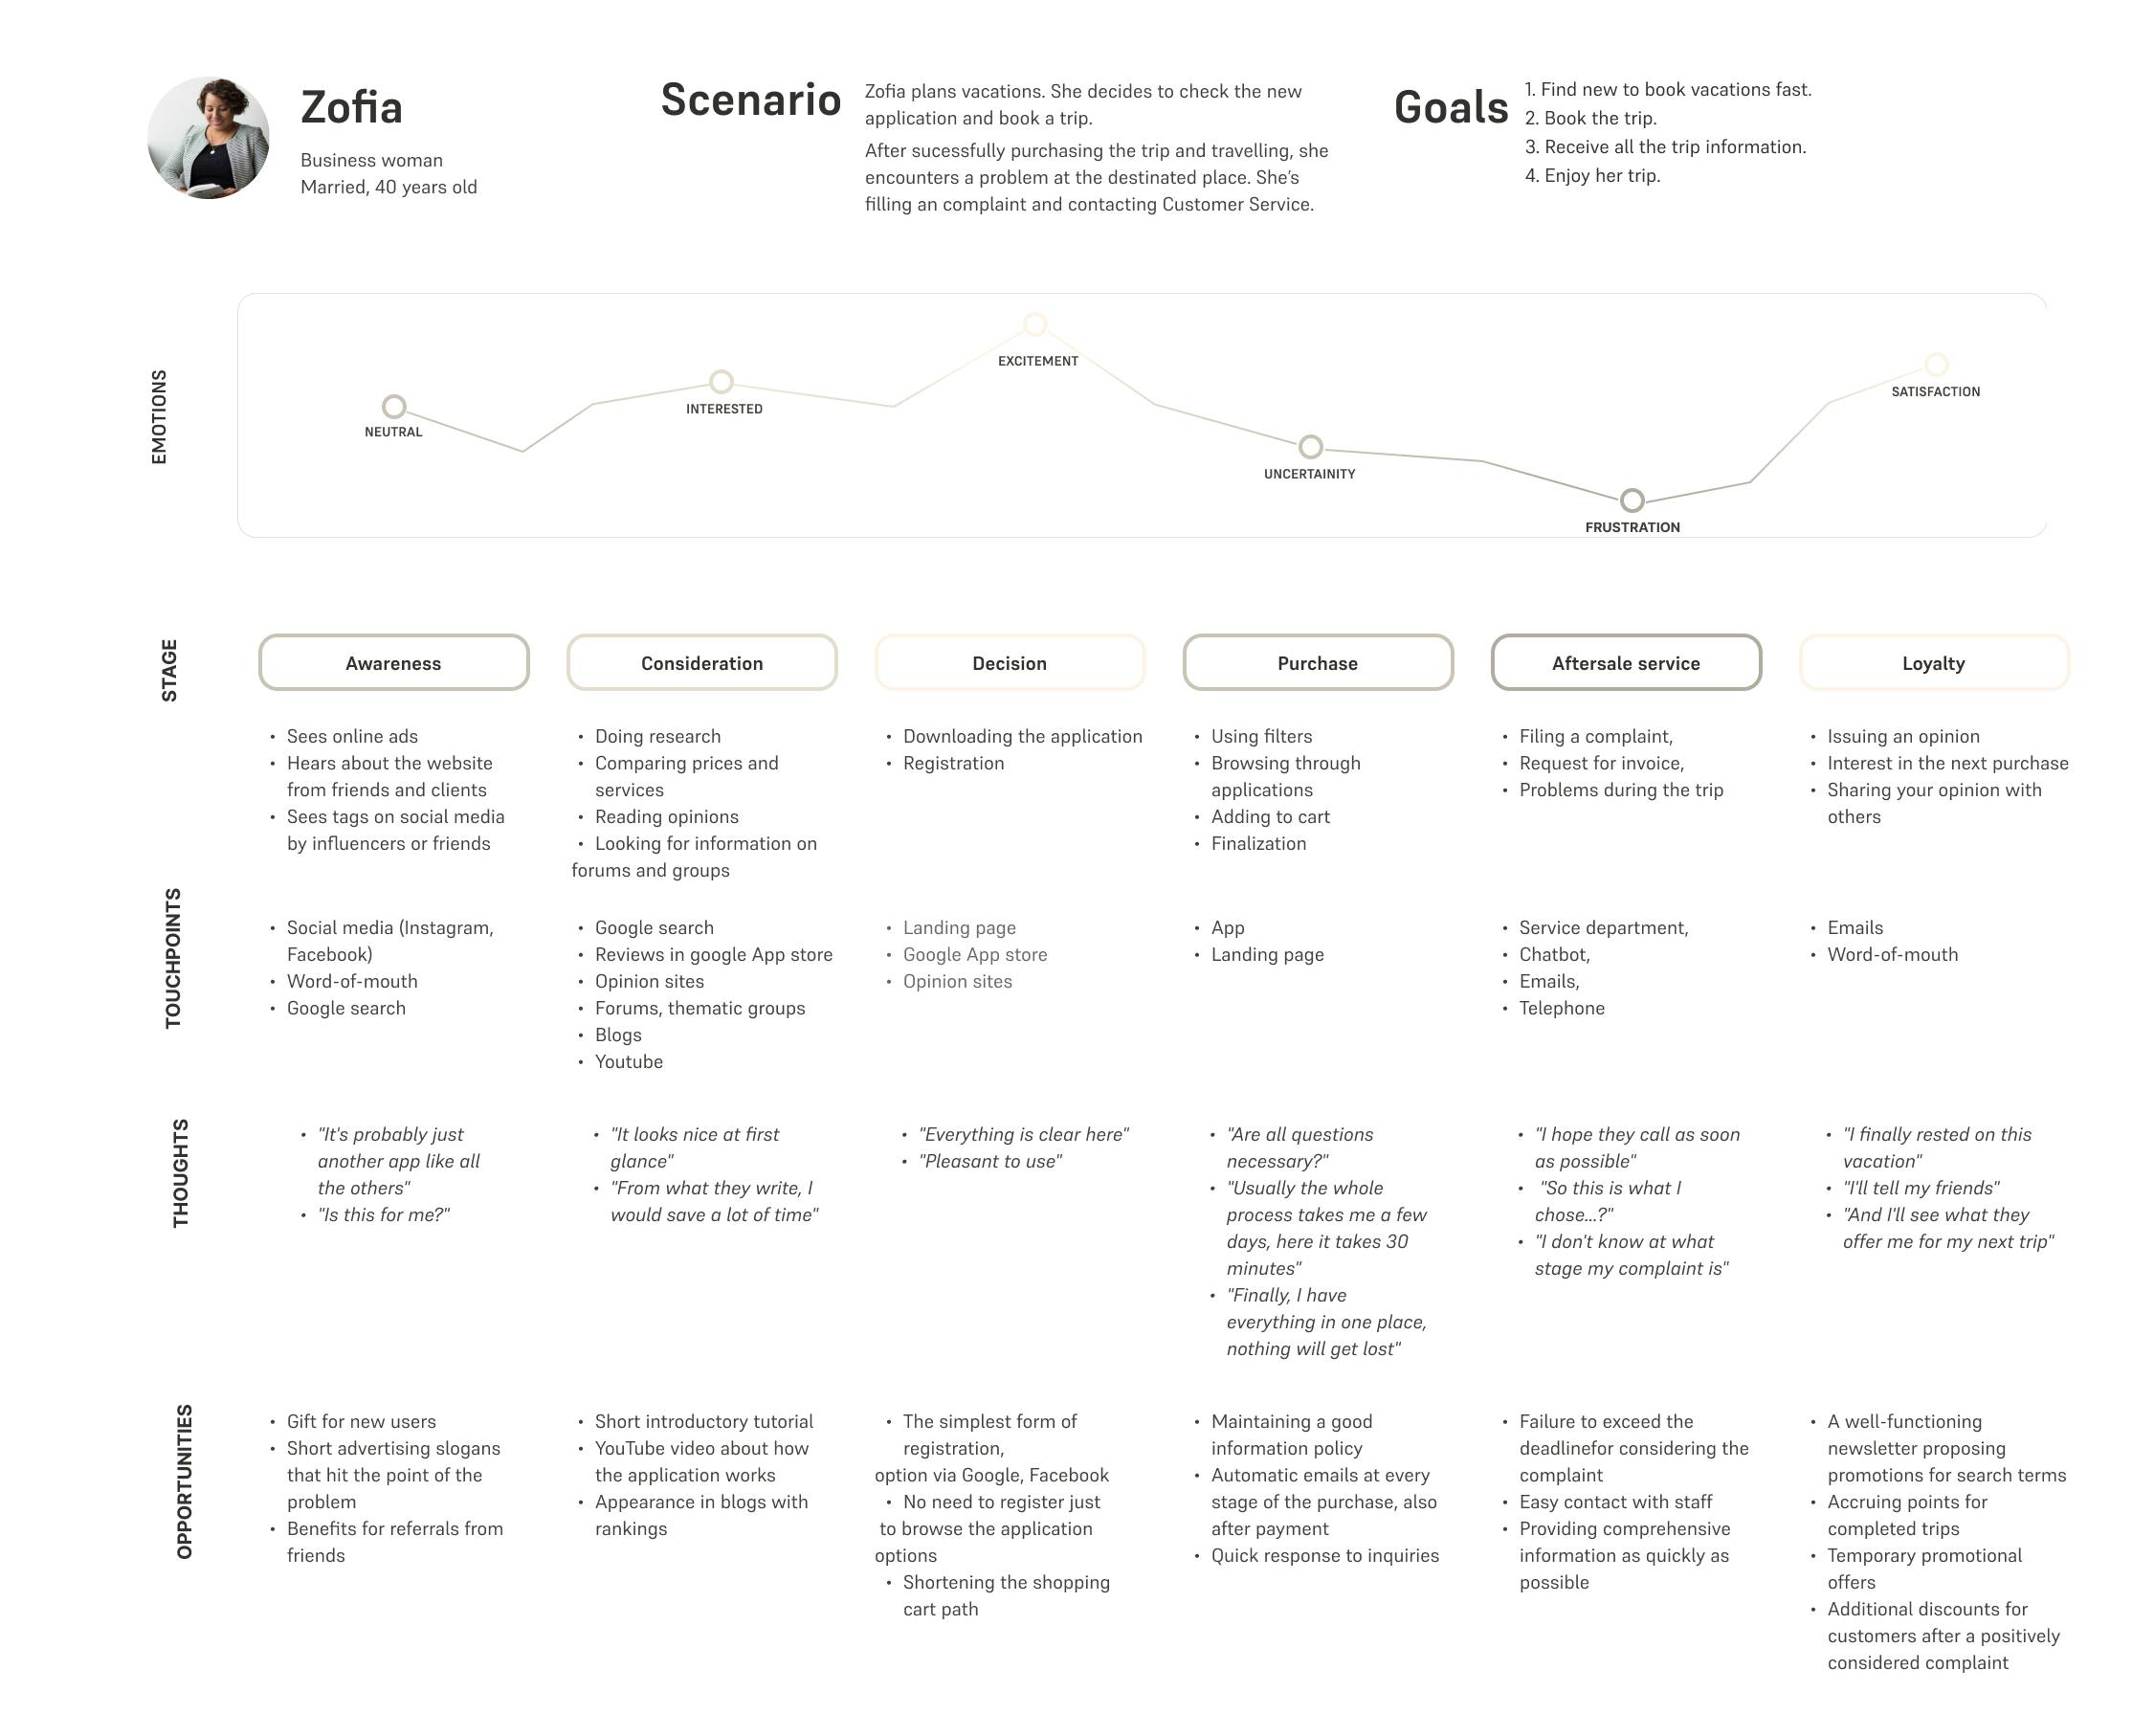 Zofia
Business woman
Married, 40 years old
Scenario
Zofia plans vacations. She decides to check the new
application and book a trip.
After sucessfully purchasing the trip and travelling, she
encounters a problem at the destinated place. She's
filling an complaint and contacting Customer Service.
Goals
1. Find new to book vacations fast.
2. Book the trip.
3. Receive all the trip information.
4. Enjoy her trip.
EMOTIONS
NEUTRAL
INTERESTED
EXCITEMENT
UNCERTAINITY
FRUSTRATION
SATISFACTION
STAGE
Awareness
Consideration
Decision
Purchase
Aftersale service
Loyalty
• Sees online ads
• Hears about the website
from friends and clients
• Sees tags on social media
by influencers or friends
• Doing research
• Comparing prices and
services
• Reading opinions
• Looking for information on
forums and groups
• Downloading the application
• Registration
• Using filters
• Browsing through
applications
• Adding to cart
• Finalization
• Filing a complaint,
• Request for invoice,
• Problems during the trip
• Issuing an opinion
• Interest in the next purchase
• Sharing your opinion with
others
TOUCHPOINTS
• Social media (Instagram,
Facebook)
• Word-of-mouth
• Google search
• Google search
• Reviews in google App store
• Opinion sites
• Forums, thematic groups
• Blogs
• Youtube
• Landing page
• Google App store
• Opinion sites
• App
• Landing page
• Service department,
• Chatbot,
• Emails,
• Telephone
• Emails
• Word-of-mouth
THOUGHTS
• "It's probably just
another app like all
the others"
• "Is this for me?"
• "It looks nice at first
glance"
• "From what they write, I
would save a lot of time"
• "Everything is clear here"
• "Pleasant to use"
• "Are all questions
necessary?"
• "Usually the whole
process takes me a few
days, here it takes 30
minutes"
• "Finally, I have
everything in one place,
nothing will get lost"
• "I hope they call as soon
as possible"
• "So this is what I
chose...?"
• "I don't know at what
stage my complaint is"
• "I finally rested on this
vacation"
• "I'll tell my friends"
• "And I'll see what they
offer me for my next trip"
OPPORTUNITIES
• Gift for new users
• Short advertising slogans
that hit the point of the
problem
• Benefits for referrals from
friends
• Short introductory tutorial
• YouTube video about how
the application works
• Appearance in blogs with
rankings
• The simplest form of
registration,
option via Google, Facebook
• No need to register just
to browse the application
options
• Shortening the shopping
cart path
• Maintaining a good
information policy
• Automatic emails at every
stage of the purchase, also
after payment
• Quick response to inquiries
• Failure to exceed the
deadlinefor considering the
complaint
• Easy contact with staff
• Providing comprehensive
information as quickly as
possible
• A well-functioning
newsletter proposing
promotions for search terms
• Accruing points for
completed trips
• Temporary promotional
offers
• Additional discounts for
customers after a positively
considered complaint